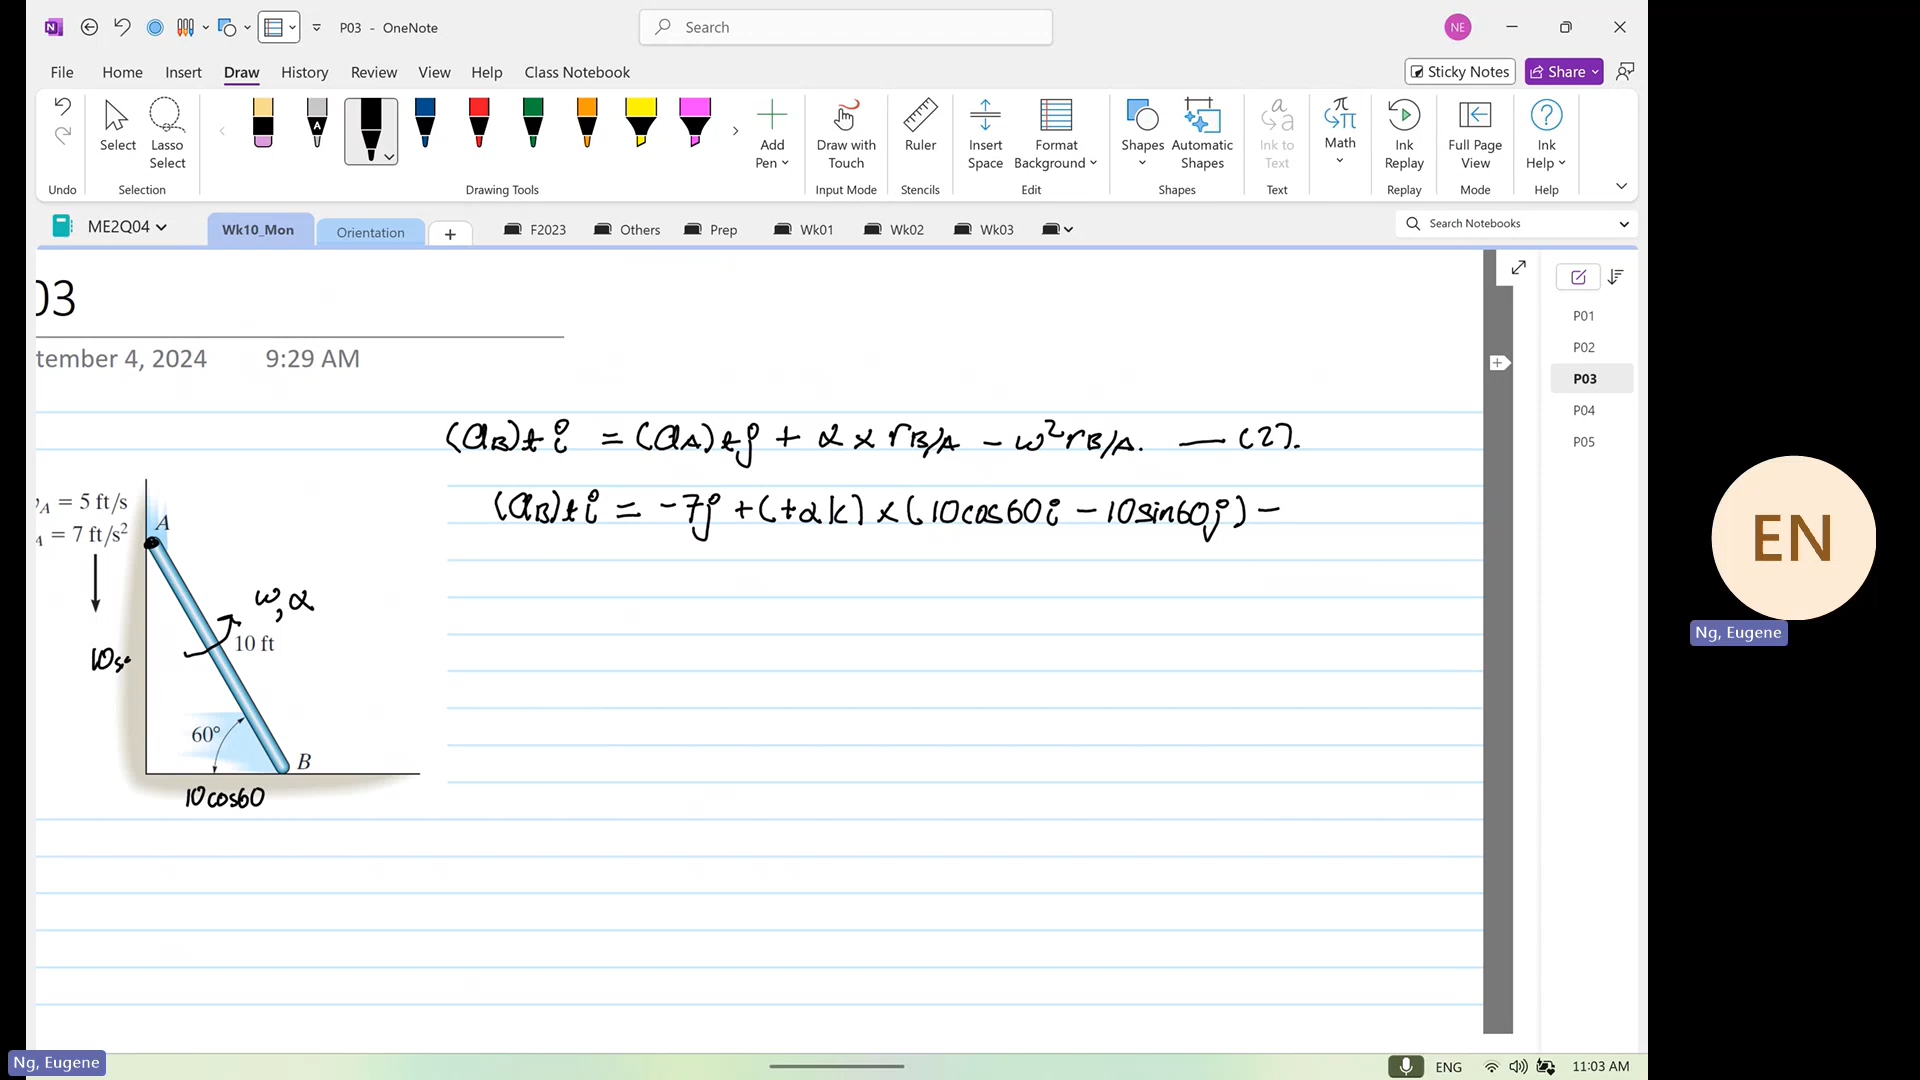 P03 - OneNote
Search
NE
File Home Insert Draw History Review View Help Class Notebook
Sticky Notes
Share
Undo
Select
Lasso Select
Selection
A
Drawing Tools
Add Pen
Draw with Touch
Input Mode
Ruler
Stencils
Insert Space
Format Background
Edit
Shapes
Automatic Shapes
Shapes
Ink to Text
Text
Math
Ink Replay
Replay
Full Page View
Mode
Ink Help
Help
ME2Q04
Wk10_Mon
Orientation
F2023
Others
Prep
Wk01
Wk02
Wk03
Search Notebooks
03
tember 4, 2024 9:29 AM
P01
P02
P03
P04
P05
(aB)t i = (aA)t j + α × rB/A - ω² rB/A. — (2).
(aB)t i = -7j + (+αk) × (10cos60i - 10sin60j) -
A = 5 ft/s
A = 7 ft/s²
A
ω, α
10 ft
10s
60°
B
10cos60
EN
Ng, Eugene
Ng, Eugene
ENG
11:03 AM